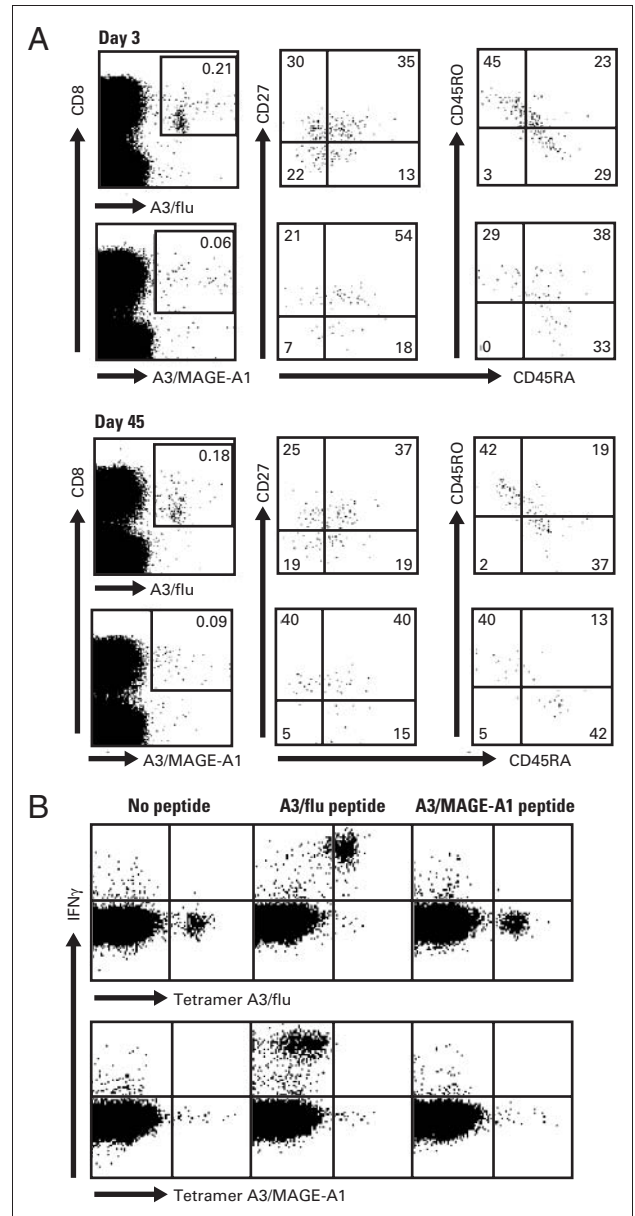 A
Day 3
CD8
0.21
A3/flu
CD27
30 35
22 13
CD45RO
45 23
3 29
0.06
A3/MAGE-A1
21 54
7 18
29 38
0 33
CD45RA
Day 45
CD8
0.18
A3/flu
CD27
25 37
19 19
CD45RO
42 19
2 37
0.09
A3/MAGE-A1
40 40
5 15
40 13
5 42
CD45RA
B
No peptide A3/flu peptide A3/MAGE-A1 peptide
IFNγ
Tetramer A3/flu
Tetramer A3/MAGE-A1